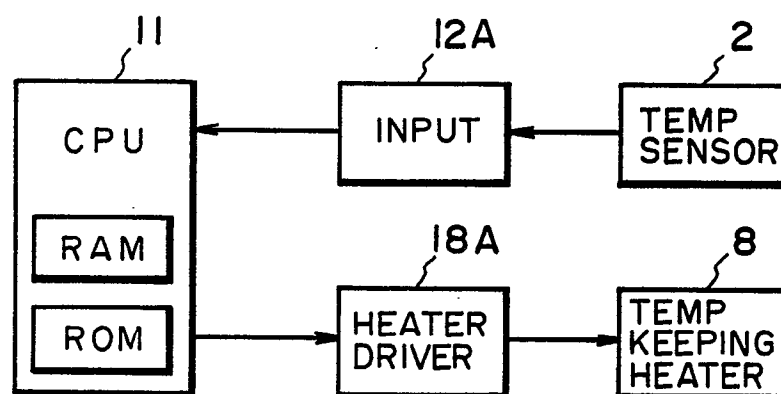 11
12A
2
CPU
INPUT
TEMP
SENSOR
RAM
18A
8
ROM
HEATER
DRIVER
TEMP
KEEPING
HEATER